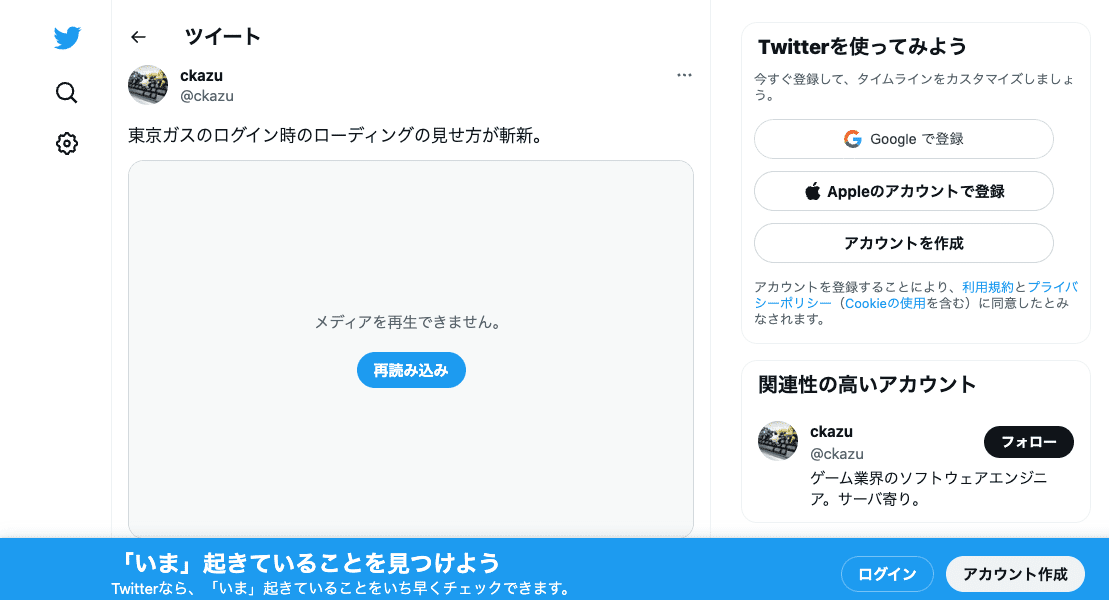 ツイート
ckazu
@ckazu
東京ガスのログイン時のローディングの見せ方が斬新。
メディアを再生できません。
再読み込み
Twitterを使ってみよう
今すぐ登録して、タイムラインをカスタマイズしましょ
う。
Google で登録
Appleのアカウントで登録
アカウントを作成
アカウントを登録することにより、利用規約とプライバ
シーポリシー（Cookieの使用を含む）に同意したとみ
なされます。
関連性の高いアカウント
ckazu
@ckazu
フォロー
ゲーム業界のソフトウェアエンジニ
ア。サーバ寄り。
「いま」起きていることを見つけよう
Twitterなら、「いま」起きていることをいち早くチェックできます。
ログイン
アカウント作成